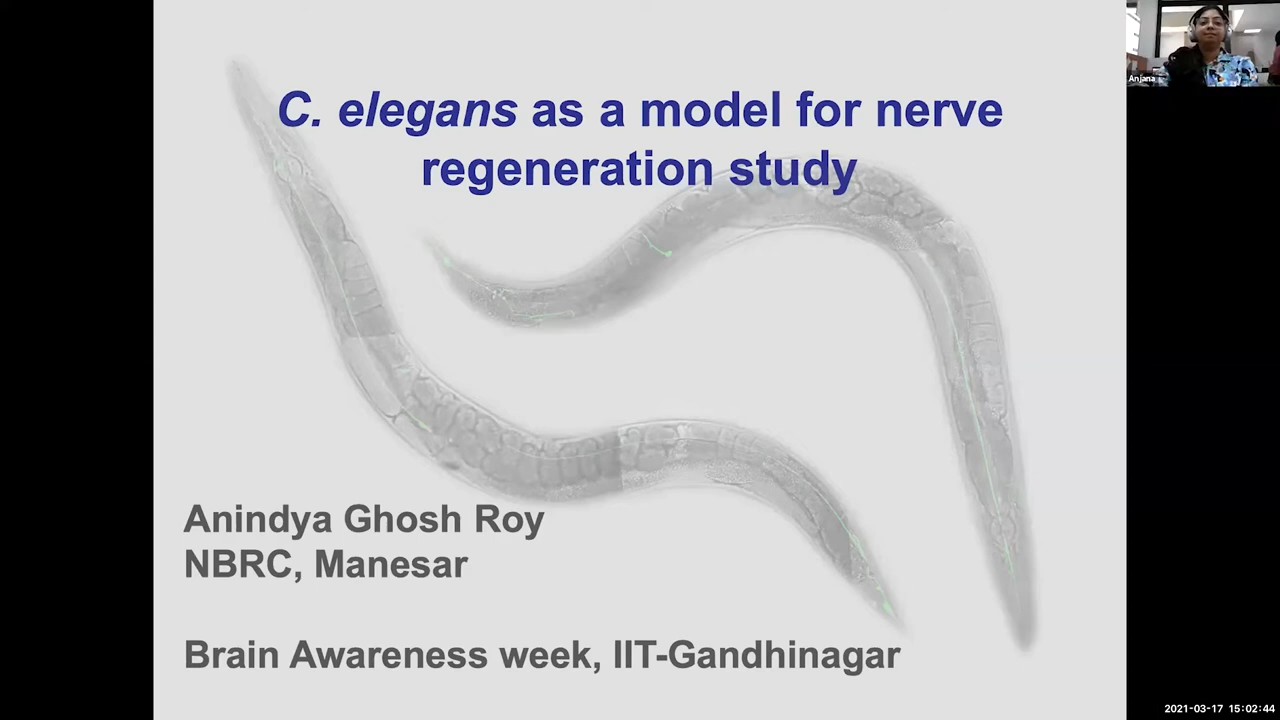 C. elegans as a model for nerve
regeneration study
Anjana
Anindya Ghosh Roy
NBRC, Manesar
Brain Awareness week, IIT-Gandhinagar
2021-03-17 15:02:44